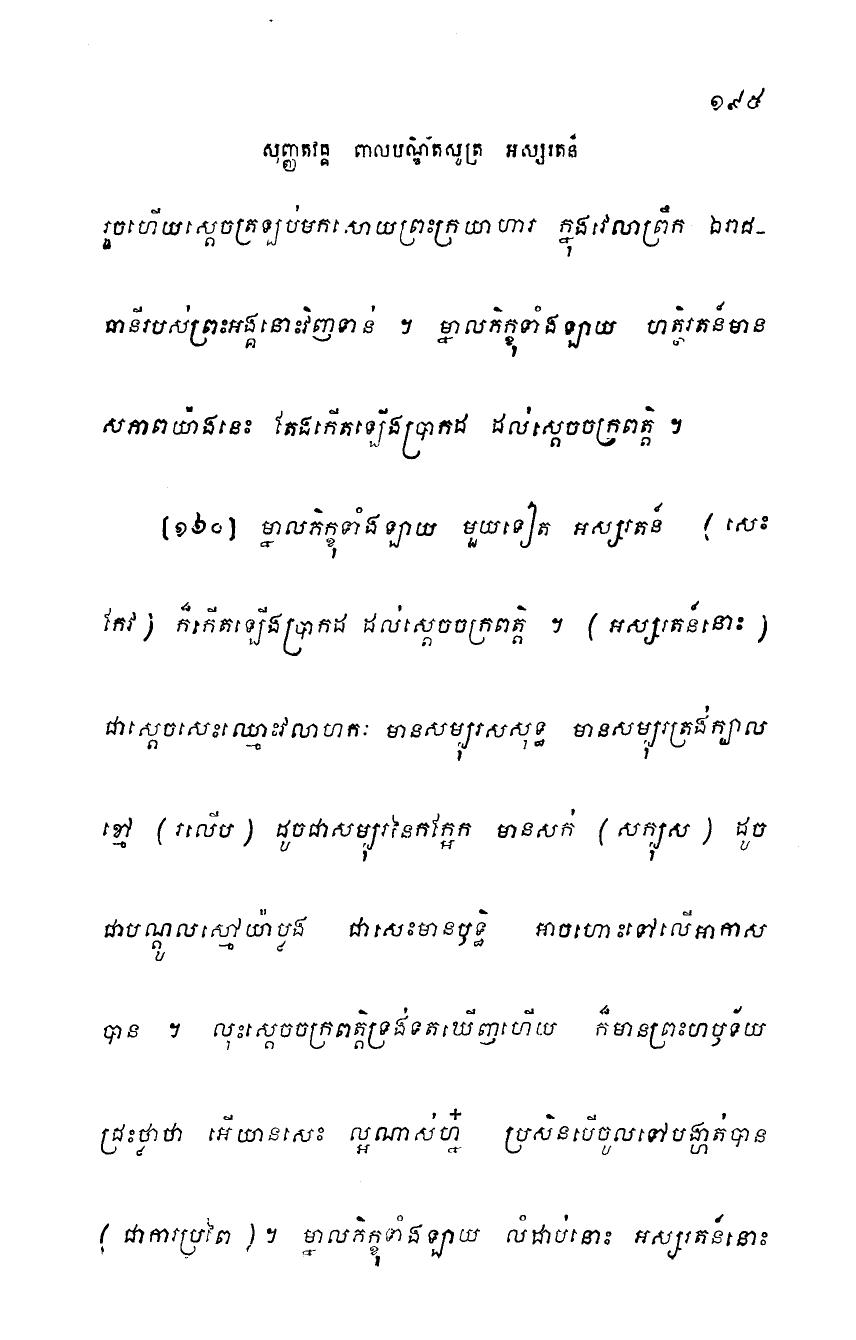 ១៩៥
សុញ្ញតវគ្គ ពាលបណ្ឌិតសូត្រ អស្សរតន៍
រួចហើយស្តេចត្រឡប់មកសោយព្រះក្រយាហារ ក្នុងវេលាព្រឹក ឯរាជ-
ធានីរបស់ព្រះអង្គនោះវិញទាន់ ។ ម្នាលភិក្ខុទាំងឡាយ ហត្ថិរតន៍មាន
សភាពយ៉ាងនេះ តែងកើតឡើងប្រាកដ ដល់ស្តេចចក្រពត្តិ ។
[១៦០] ម្នាលភិក្ខុទាំងឡាយ មួយទៀត អស្សរតន៍ (សេះ
កែវ) ក៏កើតឡើងប្រាកដ ដល់ស្តេចចក្រពត្តិ ។ (អស្សរតន៍នោះ)
ជាស្តេចសេះឈ្មោះវលាហកៈ មានសម្បុរសសុទ្ធ មានសម្បុរត្រង់ក្បាល
ខ្មៅ (រលើប) ដូចជាសម្បុរនៃកក្អែក មានសក់ (សក្បុស) ដូច
ជាបណ្តូលស្មៅយ៉ាប្លង ជាសេះមានឫទ្ធិ អាចហោះទៅលើអាកាស
បាន ។ លុះស្តេចចក្រពត្តិទ្រង់ទតឃើញហើយ ក៏មានព្រះហឫទ័យ
ជ្រះថ្លាថា អើយានសេះ ល្អណាស់ហ្ន៎ ប្រសិនបើចូលទៅបង្ហាត់បាន
(ជាការប្រពៃ) ។ ម្នាលភិក្ខុទាំងឡាយ លំដាប់នោះ អស្សរតន៍នោះ